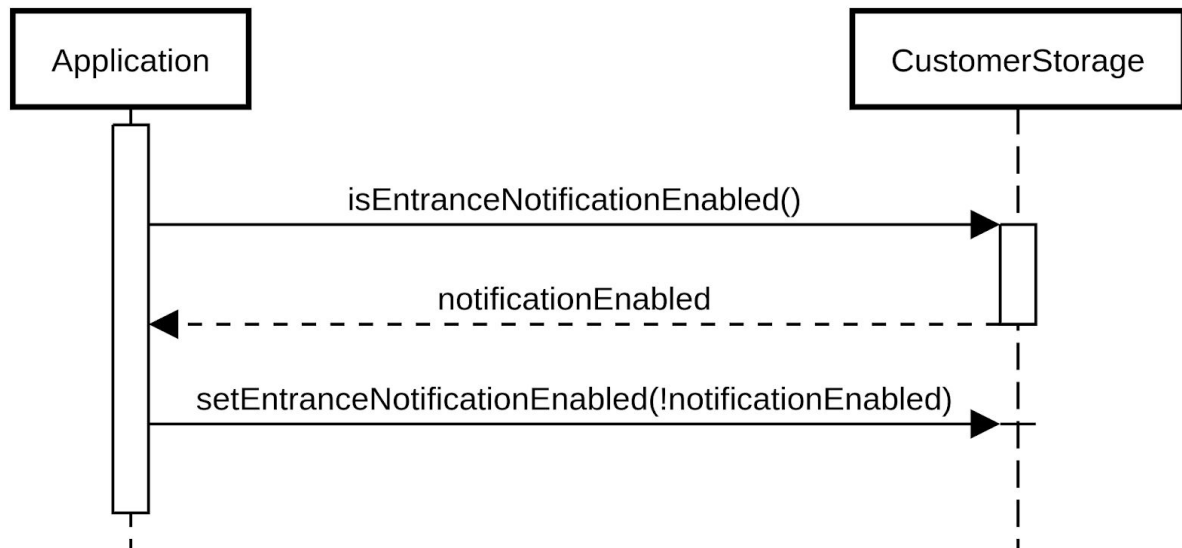 Application
CustomerStorage
isEntranceNotificationEnabled()
notificationEnabled
setEntranceNotificationEnabled(!notificationEnabled)